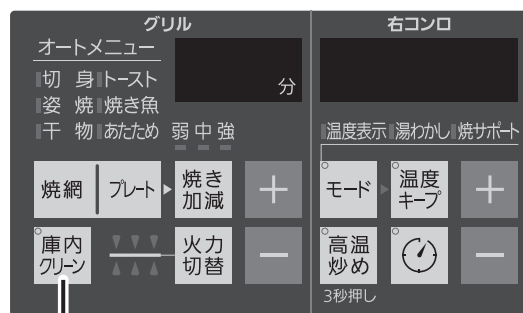 グリル
オートメニュー
切 身 トースト
姿 焼 焼き魚
干 物 あたため
分
弱 中 強
焼網 プレート 焼き加減
+
庫内クリーン
火力切替
−
右コンロ
温度表示 湯わかし 焼サポート
モード
温度キープ
+
高温炒め
−
3秒押し